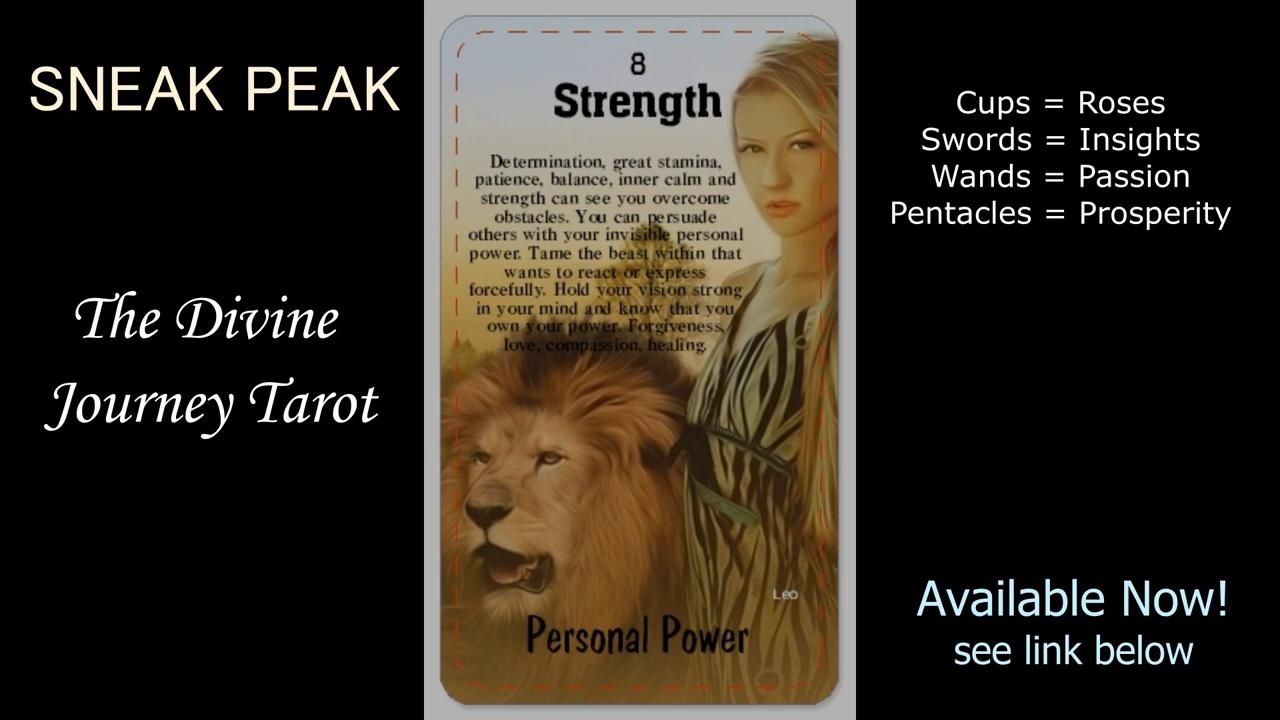 SNEAK PEAK
The Divine
Journey Tarot
8
Strength
Determination, great stamina,
patience, balance, inner calm and
strength can see you overcome
obstacles. You can persuade
others with your invisible personal
power. Tame the beast within that
wants to react or express
forcefully. Hold your vision strong
in your mind and know that you
own your power. Forgiveness,
love, compassion, healing.
Leo
Personal Power
Cups = Roses
Swords = Insights
Wands = Passion
Pentacles = Prosperity
Available Now!
see link below